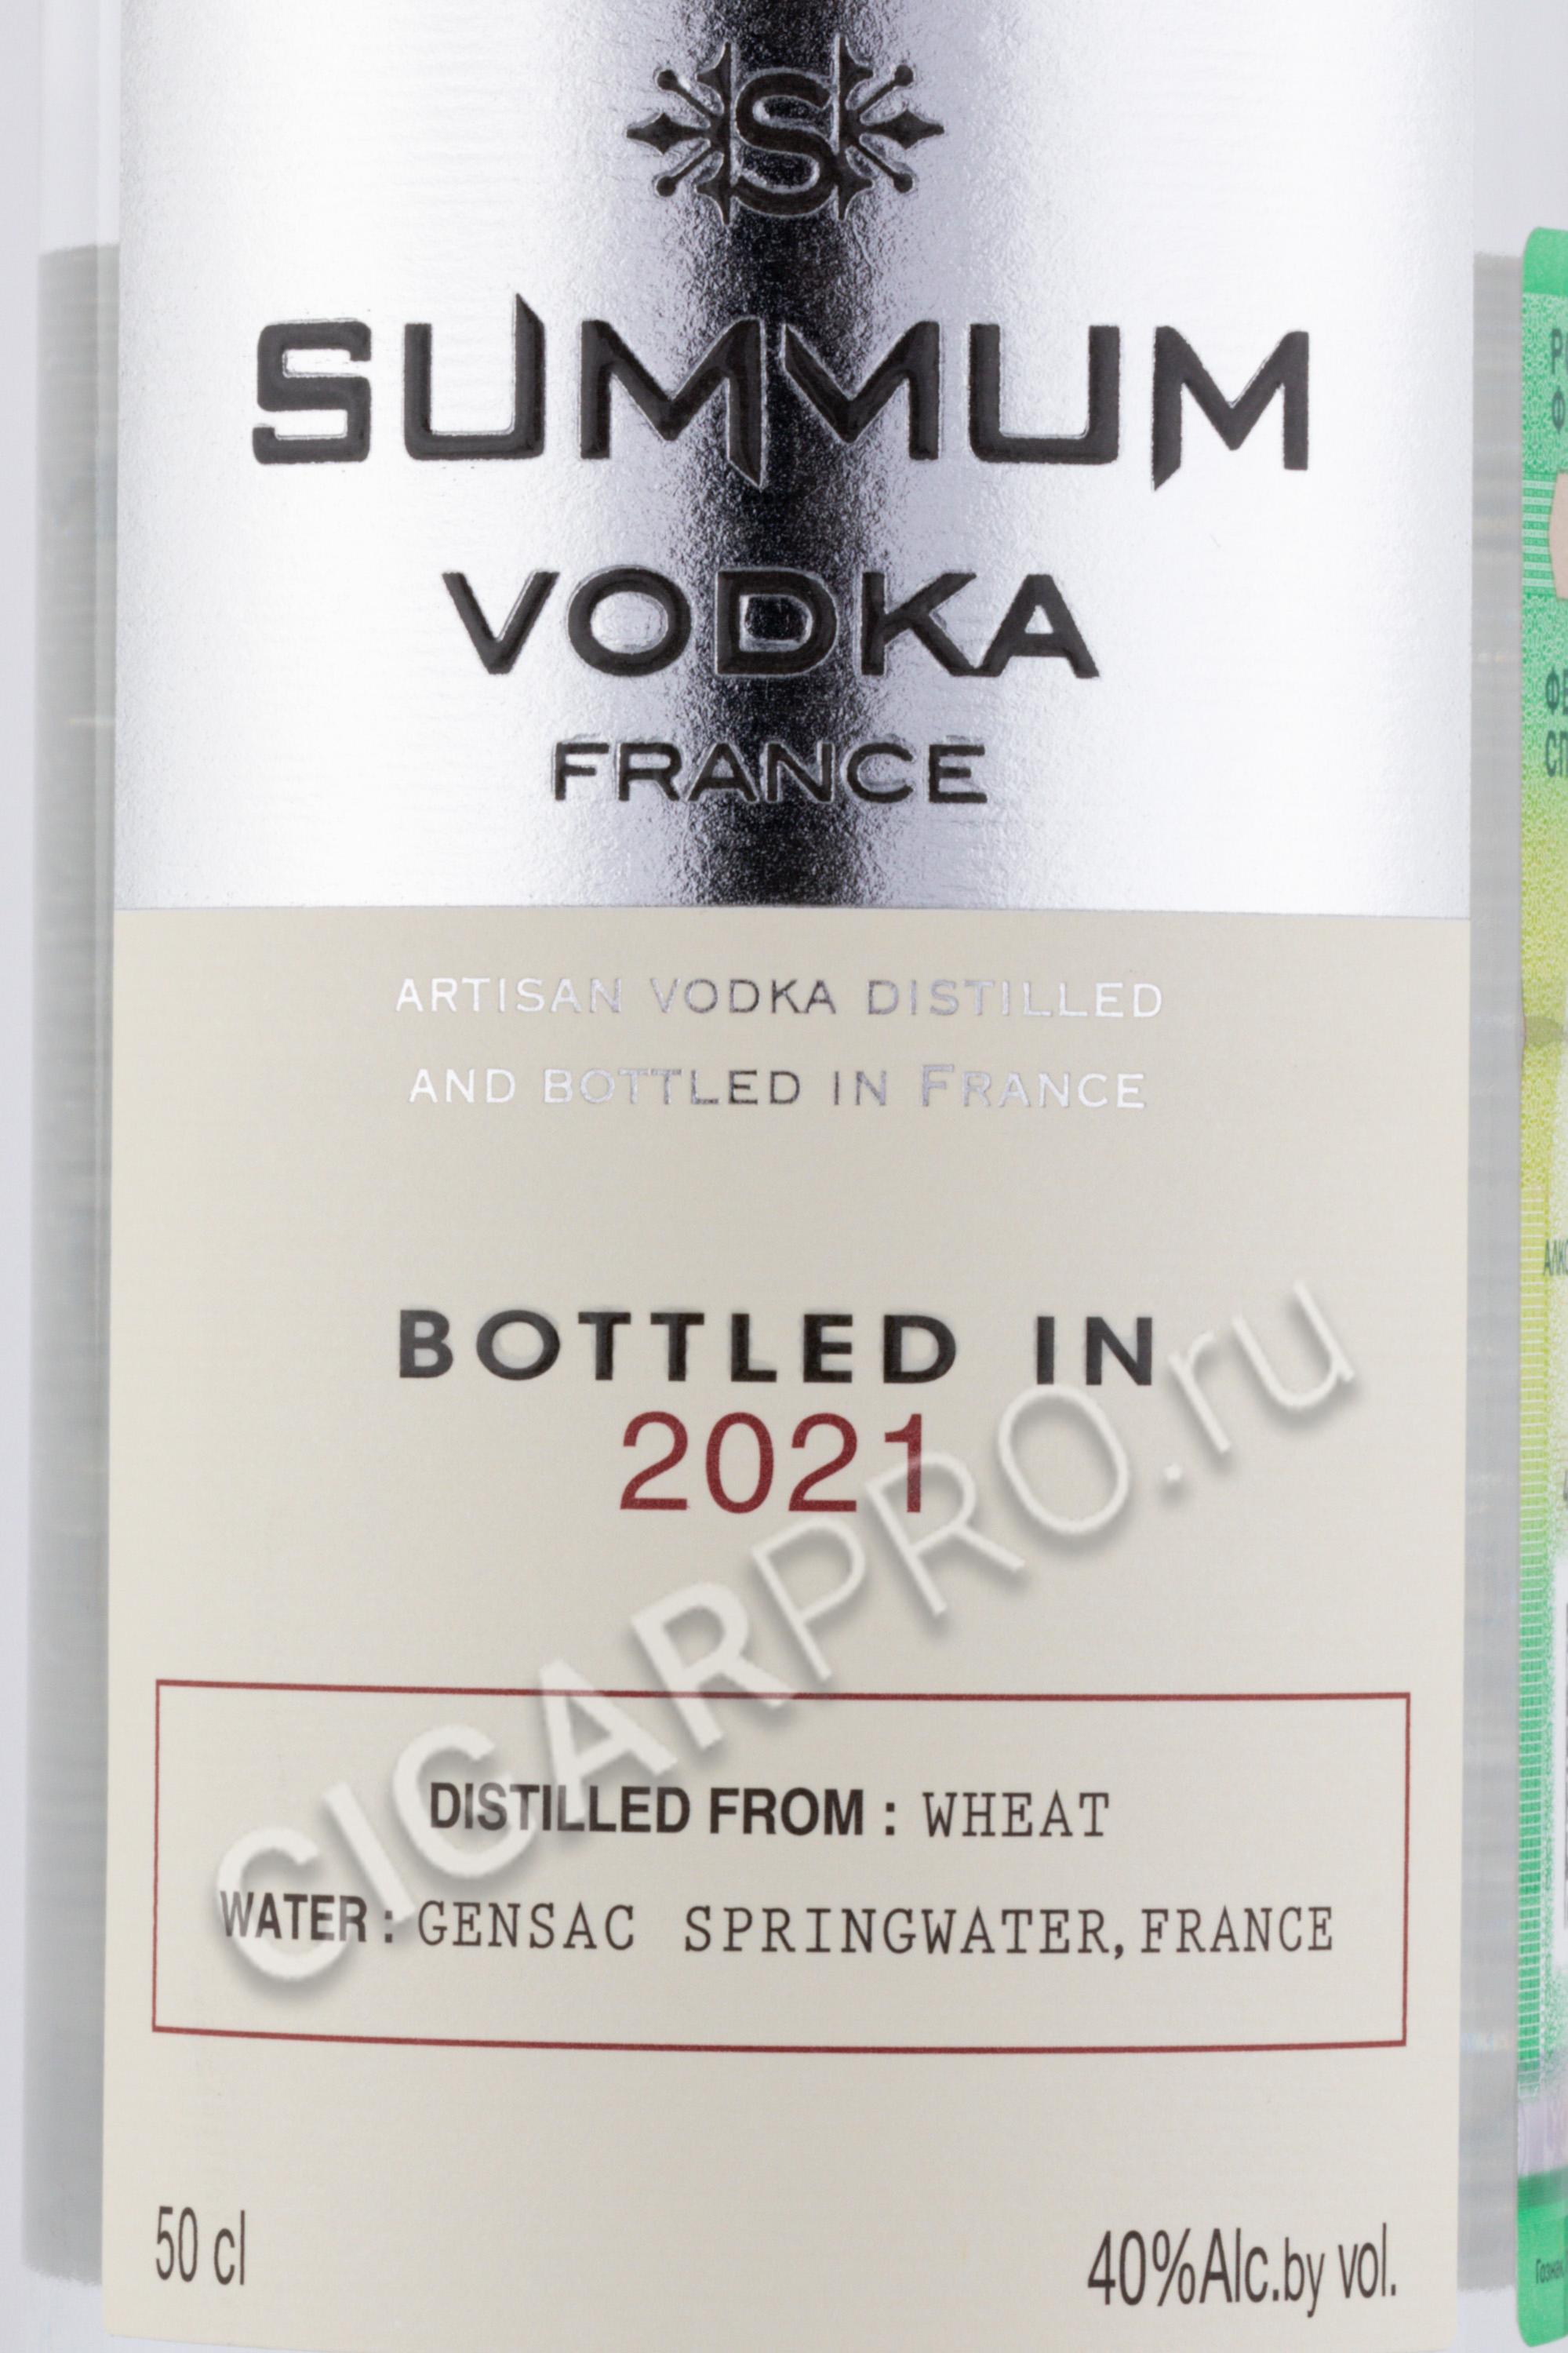 S
SUMMUM
VODKA
FRANCE
ARTISAN VODKA DISTILLED
AND BOTTLED IN FRANCE
BOTTLED IN
2021
DISTILLED FROM : WHEAT
WATER : GENSAC SPRINGWATER, FRANCE
50 cl
40%Alc.by vol.
CIGARPRO.ru